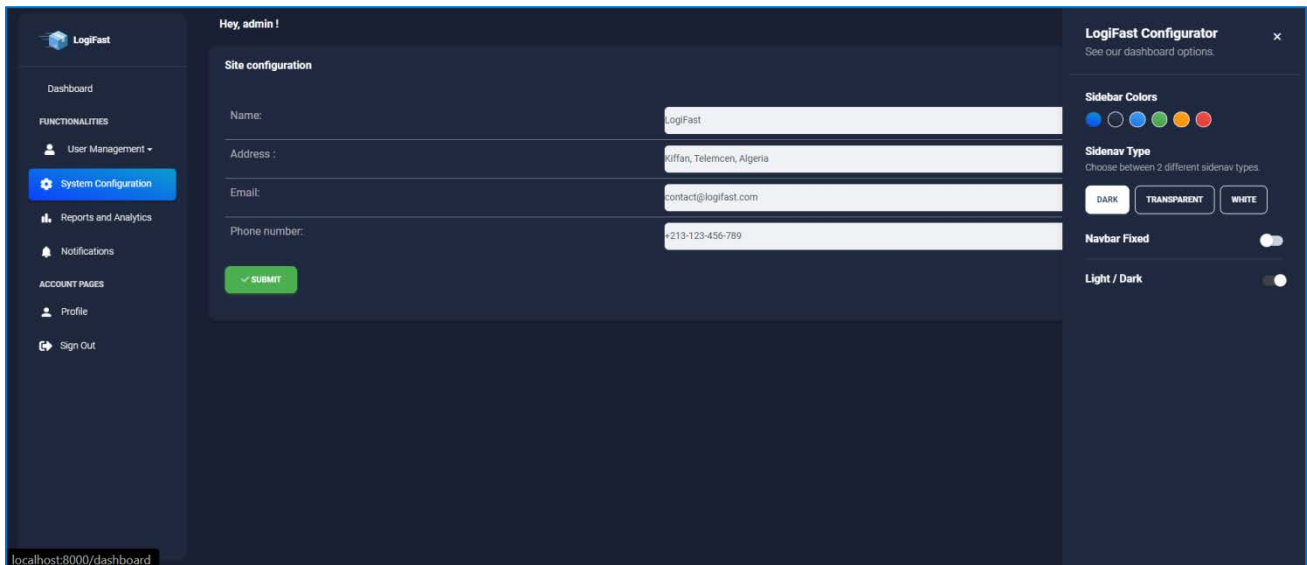 LogiFast
Dashboard
FUNCTIONALITIES
User Management
System Configuration
Reports and Analytics
Notifications
ACCOUNT PAGES
Profile
Sign Out
Hey, admin !
Site configuration
Name:
LogiFast
Address :
Kiffan, Telemcen, Algeria
Email:
contact@logifast.com
Phone number:
+213-123-456-789
SUBMIT
LogiFast Configurator
See our dashboard options.
Sidebar Colors
Sidenav Type
Choose between 2 different sidenav types.
DARK TRANSPARENT WHITE
Navbar Fixed
Light / Dark
localhost:8000/dashboard